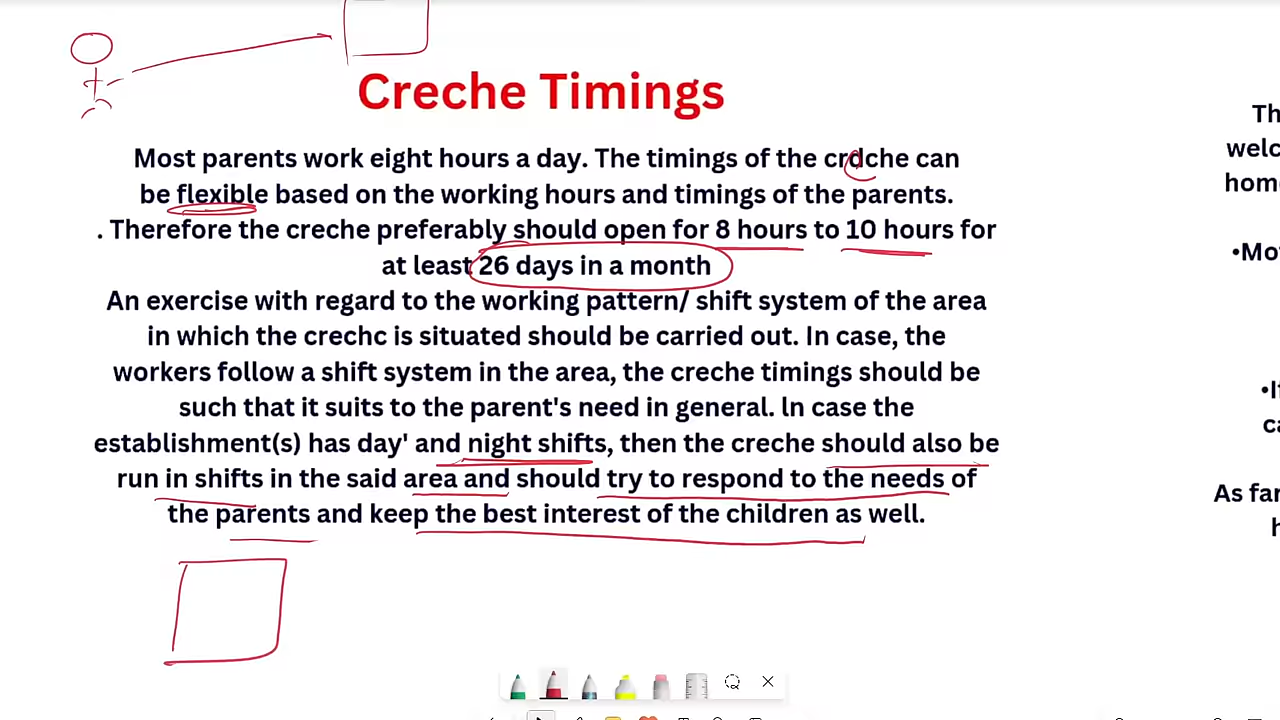 Creche Timings
Most parents work eight hours a day. The timings of the crdche can
be flexible based on the working hours and timings of the parents.
. Therefore the creche preferably should open for 8 hours to 10 hours for
at least 26 days in a month
An exercise with regard to the working pattern/ shift system of the area
in which the crechc is situated should be carried out. In case, the
workers follow a shift system in the area, the creche timings should be
such that it suits to the parent's need in general. ln case the
establishment(s) has day' and night shifts, then the creche should also be
run in shifts in the said area and should try to respond to the needs of
the parents and keep the best interest of the children as well.